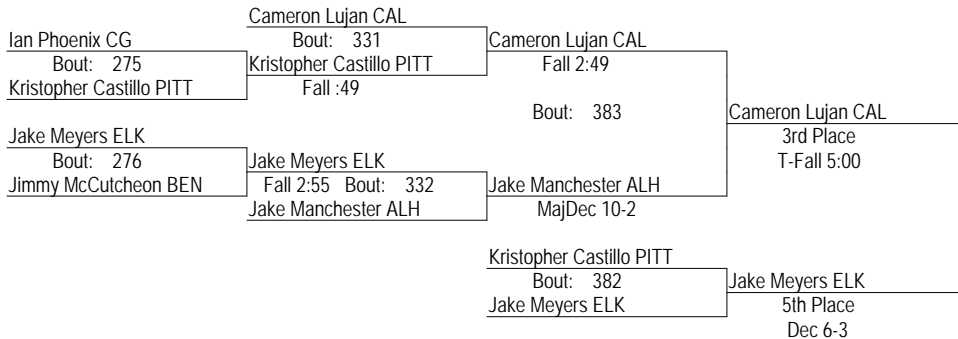 Cameron Lujan CAL
Ian Phoenix CG
Bout: 331
Cameron Lujan CAL
Bout: 275
Kristopher Castillo PITT
Fall 2:49
Kristopher Castillo PITT
Fall :49
Bout: 383
Cameron Lujan CAL
Jake Meyers ELK
3rd Place
Bout: 276
Jake Meyers ELK
T-Fall 5:00
Jimmy McCutcheon BEN
Fall 2:55 Bout: 332
Jake Manchester ALH
Jake Manchester ALH
MajDec 10-2
Kristopher Castillo PITT
Bout: 382
Jake Meyers ELK
Jake Meyers ELK
5th Place
Dec 6-3